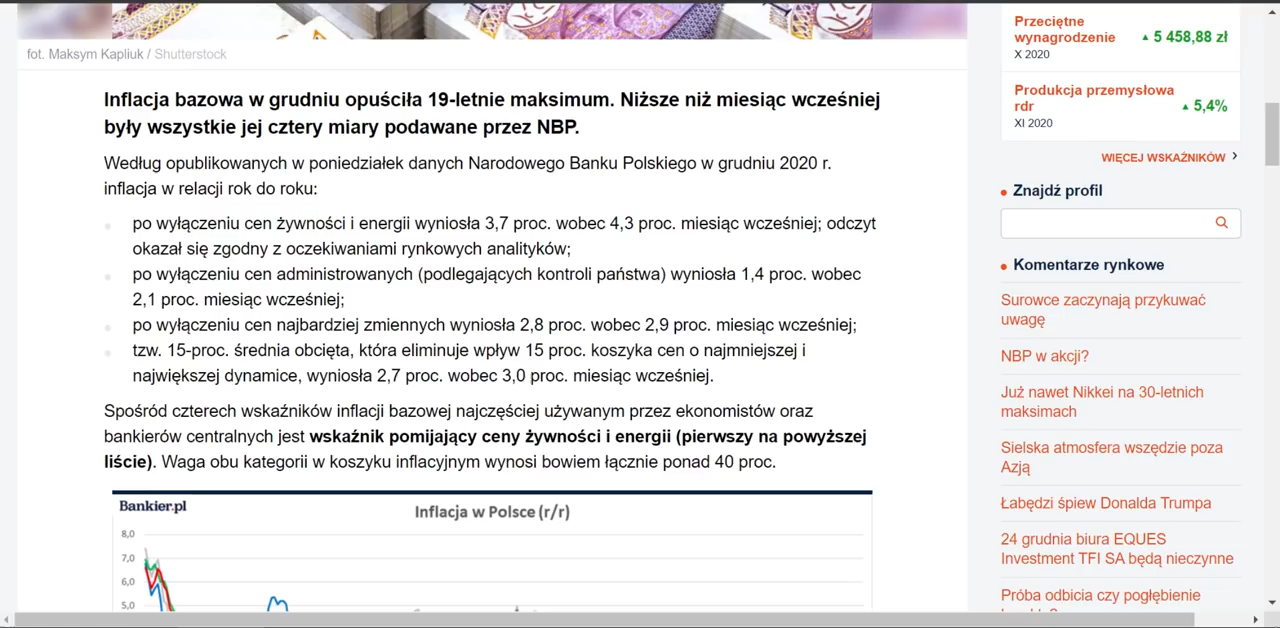 fot. Maksym Kapliuk / Shutterstock
Inflacja bazowa w grudniu opuściła 19-letnie maksimum. Niższe niż miesiąc wcześniej
były wszystkie jej cztery miary podawane przez NBP.
Według opublikowanych w poniedziałek danych Narodowego Banku Polskiego w grudniu 2020 r.
inflacja w relacji rok do roku:
po wyłączeniu cen żywności i energii wyniosła 3,7 proc. wobec 4,3 proc. miesiąc wcześniej; odczyt
okazał się zgodny z oczekiwaniami rynkowych analityków;
po wyłączeniu cen administrowanych (podlegających kontroli państwa) wyniosła 1,4 proc. wobec
2,1 proc. miesiąc wcześniej;
po wyłączeniu cen najbardziej zmiennych wyniosła 2,8 proc. wobec 2,9 proc. miesiąc wcześniej;
tzw. 15-proc. średnia obcięta, która eliminuje wpływ 15 proc. koszyka cen o najmniejszej i
największej dynamice, wyniosła 2,7 proc. wobec 3,0 proc. miesiąc wcześniej.
Spośród czterech wskaźników inflacji bazowej najczęściej używanym przez ekonomistów oraz
bankierów centralnych jest wskaźnik pomijający ceny żywności i energii (pierwszy na powyższej
liście). Waga obu kategorii w koszyku inflacyjnym wynosi bowiem łącznie ponad 40 proc.
Bankier.pl
Inflacja w Polsce (r/r)
8,0
7,0
6,0
5,0
Przeciętne
wynagrodzenie ▲ 5 458,88 zł
X 2020
Produkcja przemysłowa
rdr ▲ 5,4%
XI 2020
WIĘCEJ WSKAŹNIKÓW
Znajdź profil
Komentarze rynkowe
Surowce zaczynają przykuwać
uwagę
NBP w akcji?
Już nawet Nikkei na 30-letnich
maksimach
Sielska atmosfera wszędzie poza
Azją
Łabędzi śpiew Donalda Trumpa
24 grudnia biura EQUES
Investment TFI SA będą nieczynne
Próba odbicia czy pogłębienie